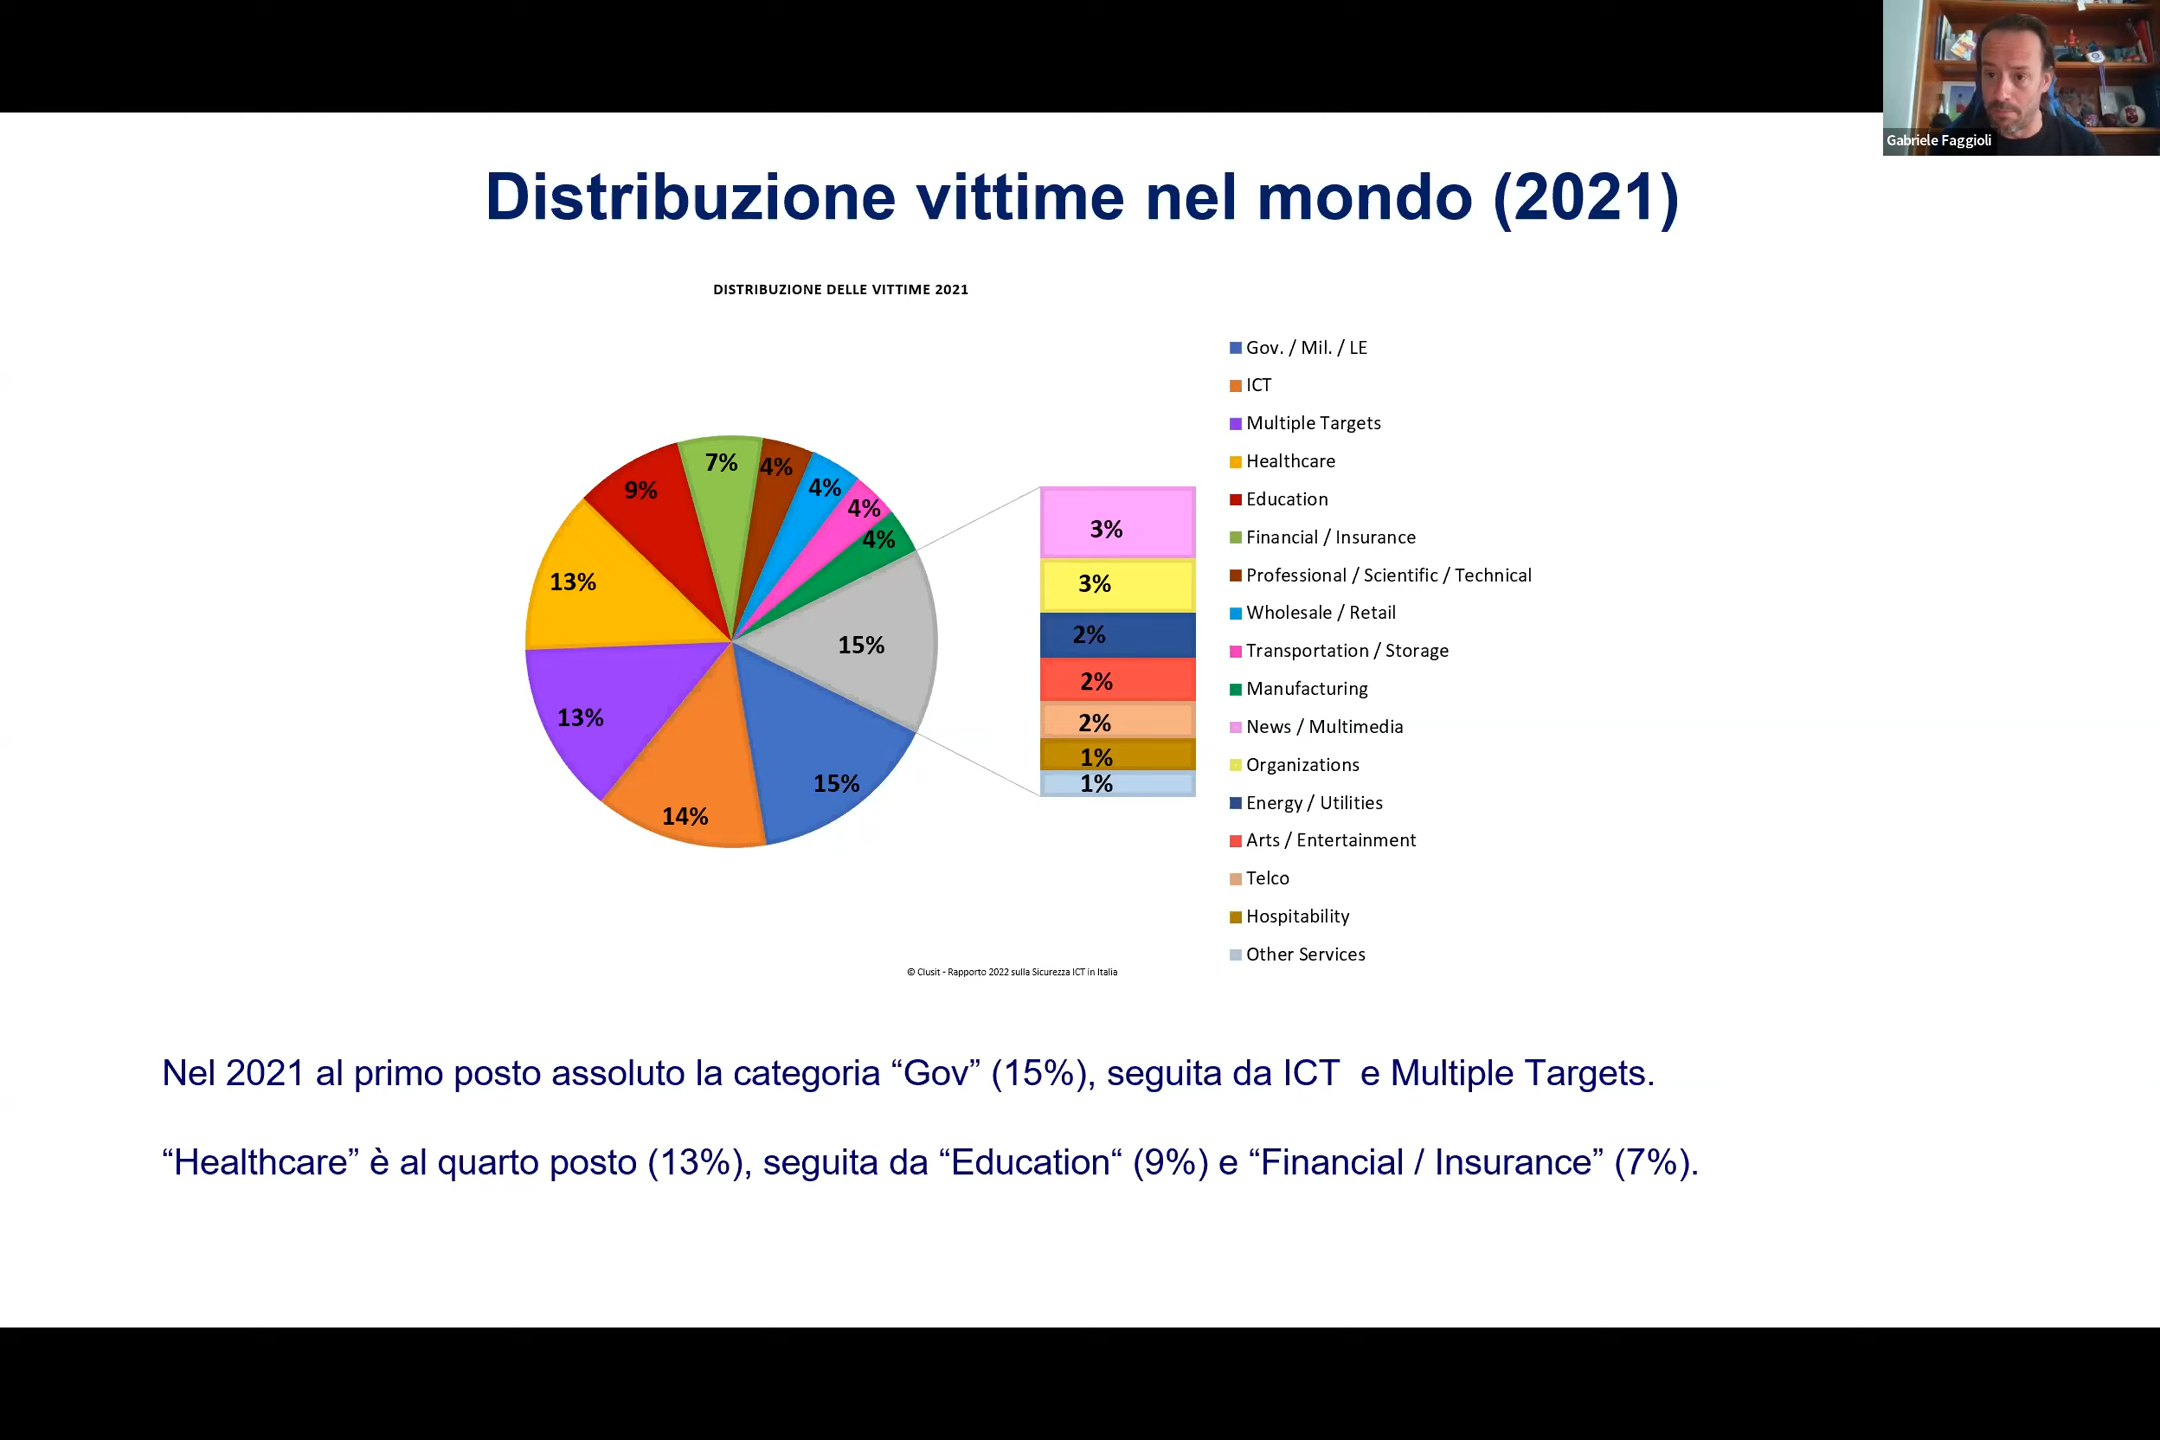 Gabriele Faggioli
Distribuzione vittime nel mondo (2021)
DISTRIBUZIONE DELLE VITTIME 2021
Gov. / Mil. / LE
ICT
Multiple Targets
Healthcare
Education
Financial / Insurance
Professional / Scientific / Technical
Wholesale / Retail
Transportation / Storage
Manufacturing
News / Multimedia
Organizations
Energy / Utilities
Arts / Entertainment
Telco
Hospitability
Other Services
7%
4%
4%
4%
4%
9%
13%
15%
13%
14%
15%
3%
3%
2%
2%
2%
1%
1%
© Clusit - Rapporto 2022 sulla Sicurezza ICT in Italia
Nel 2021 al primo posto assoluto la categoria “Gov” (15%), seguita da ICT  e Multiple Targets.
“Healthcare” è al quarto posto (13%), seguita da “Education“ (9%) e “Financial / Insurance” (7%).